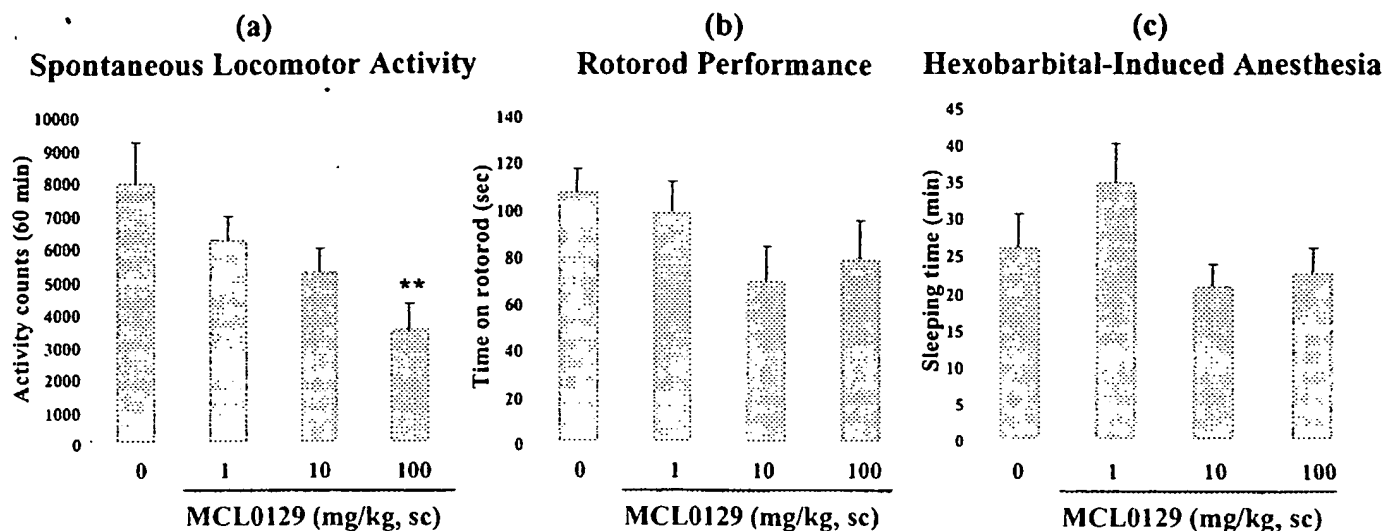 (a)
Spontaneous Locomotor Activity
Activity counts (60 min)
10000
9000
8000
7000
6000
5000
4000
3000
2000
1000
0
**
0 1 10 100
MCL0129 (mg/kg, sc)
(b)
Rotorod Performance
Time on rotorod (sec)
140
120
100
80
60
40
20
0
0 1 10 100
MCL0129 (mg/kg, sc)
(c)
Hexobarbital-Induced Anesthesia
Sleeping time (min)
45
40
35
30
25
20
15
10
5
0
0 1 10 100
MCL0129 (mg/kg, sc)